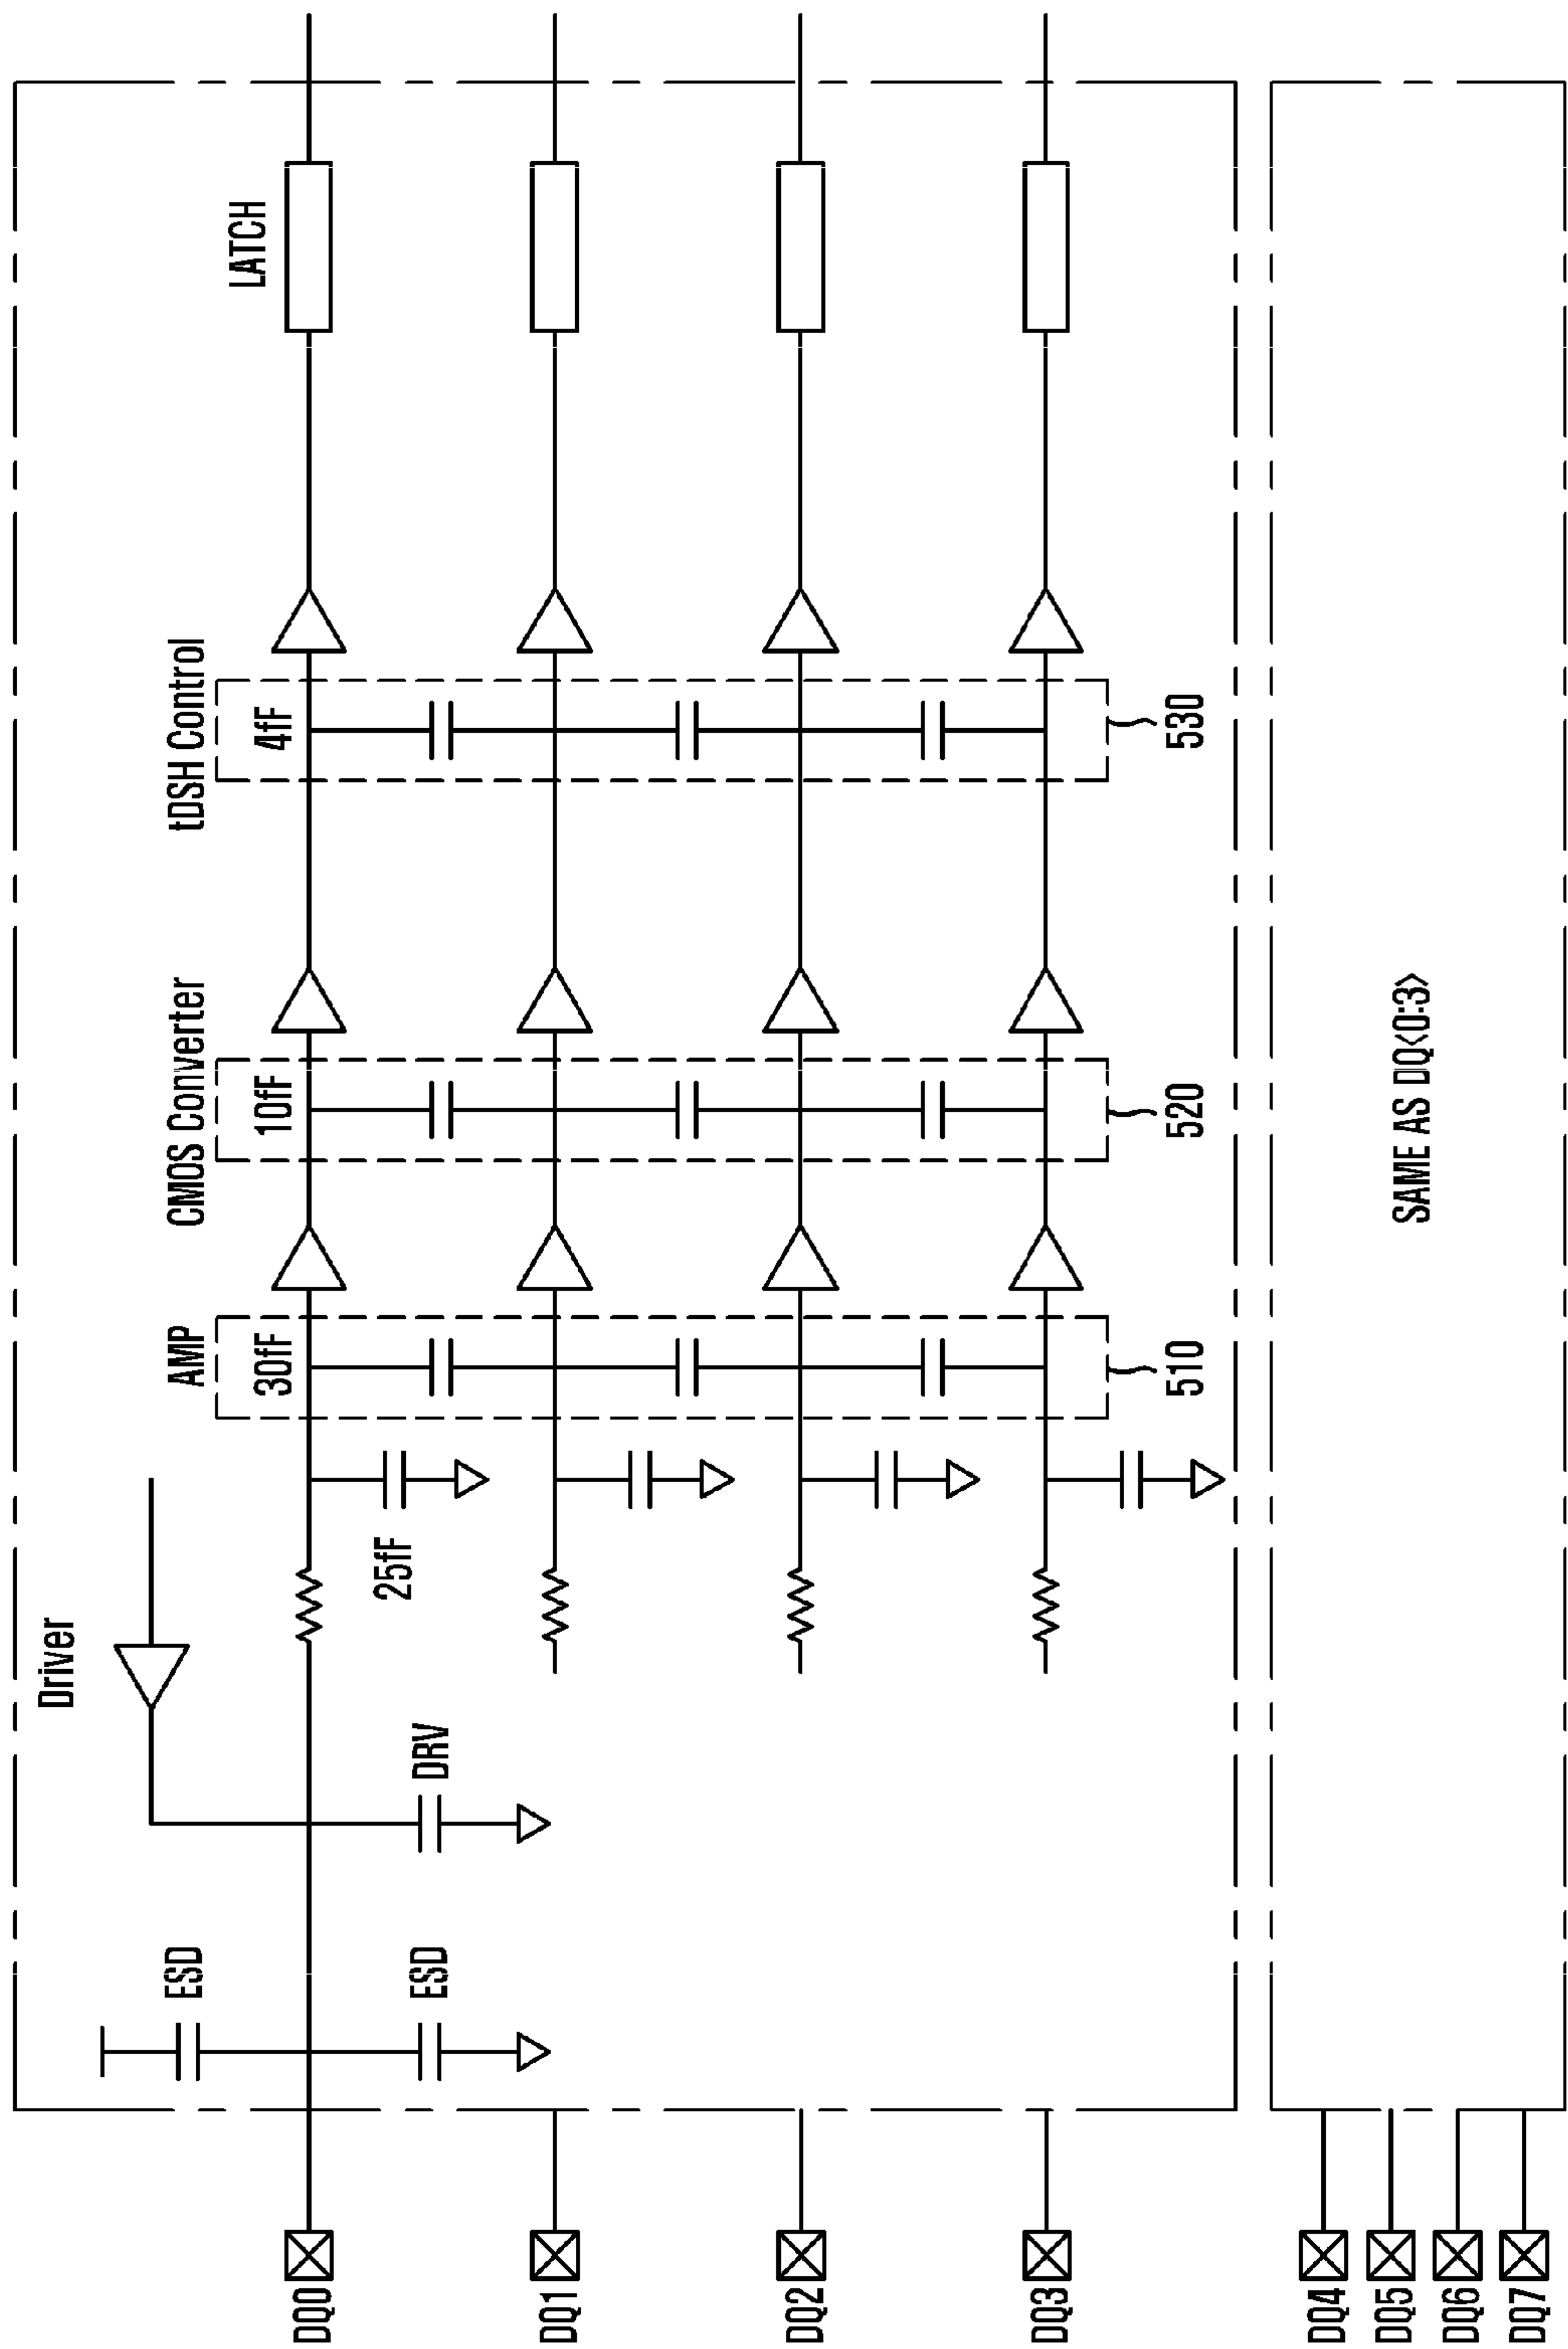 DQ0
DQ1
DQ2
DQ3
DQ4
DQ5
DQ6
DQ7
ESD
ESD
Driver
DRV
25fF
AMP
30fF
510
CMOS Converter
10fF
520
tDSH Control
4fF
530
LATCH
SAME AS DQ<0:3>